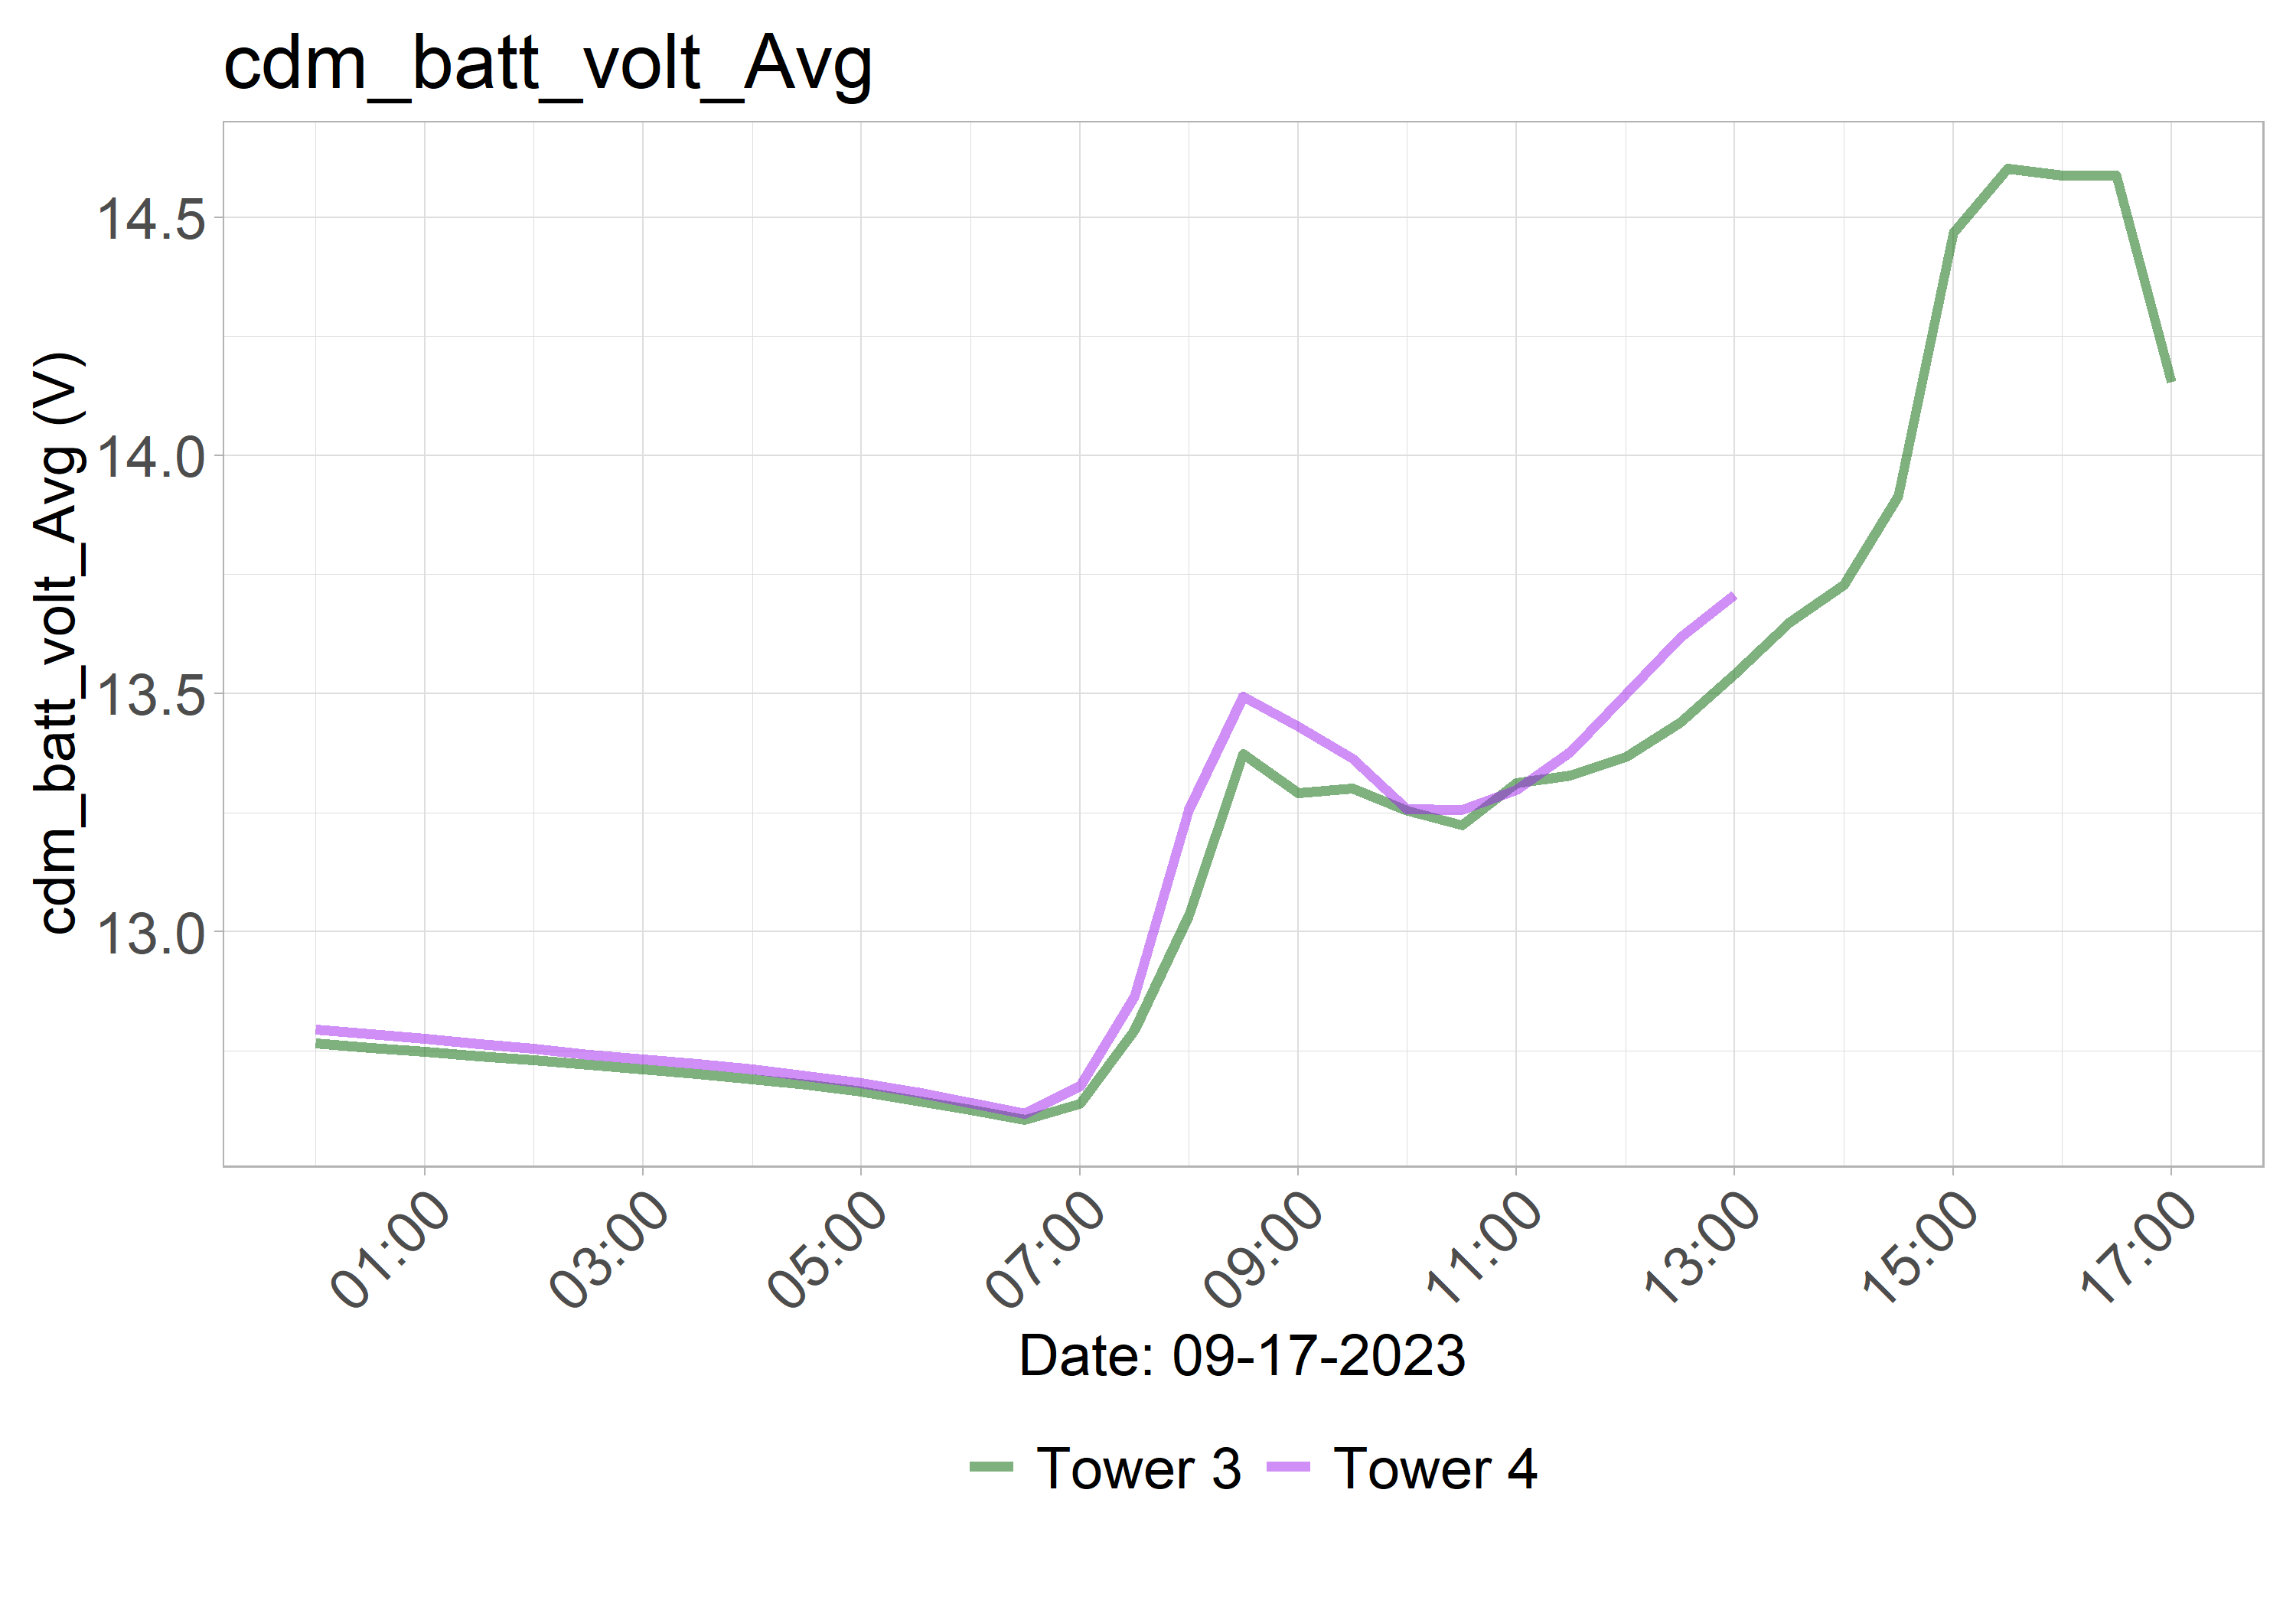 cdm_batt_volt_Avg
cdm_batt_volt_Avg (V)
14.5
14.0
13.5
13.0
01:00
03:00
05:00
07:00
09:00
11:00
13:00
15:00
17:00
Date: 09-17-2023
Tower 3
Tower 4